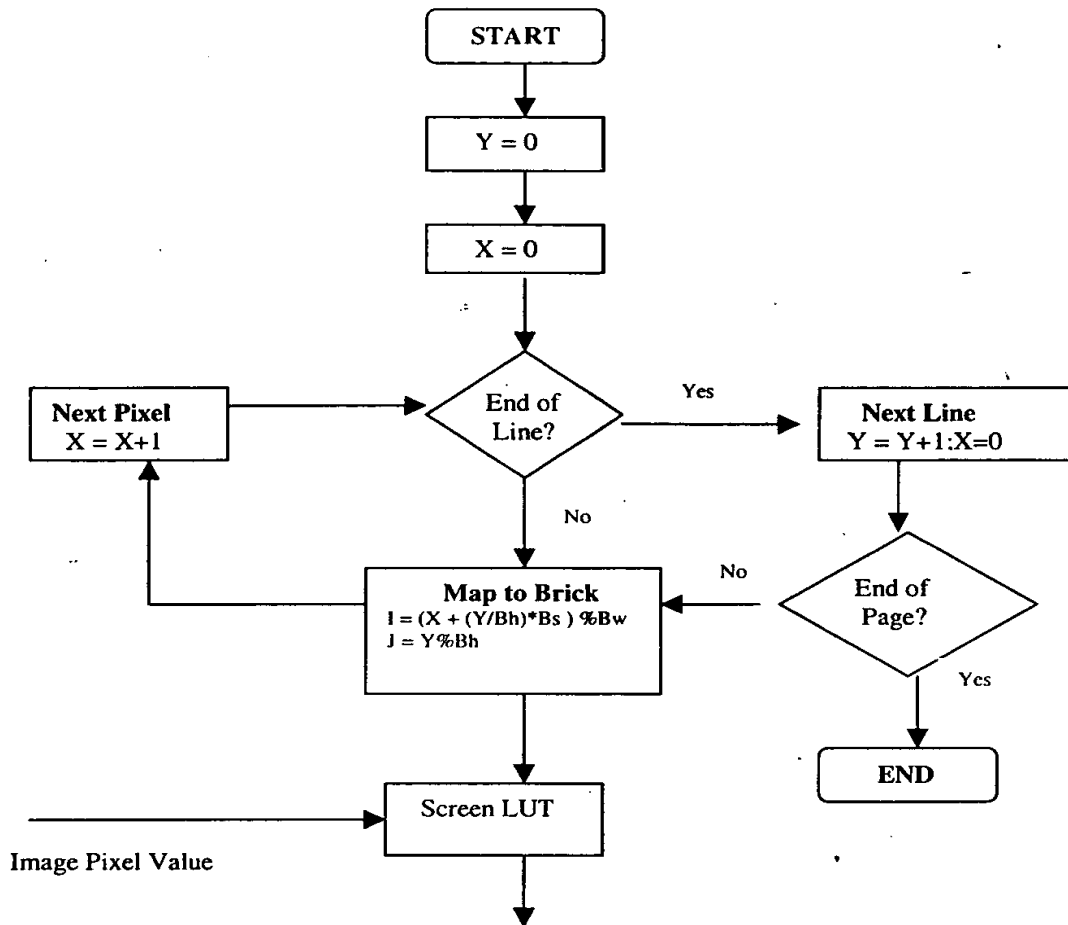 START
Y = 0
X = 0
End of
Line?
Yes
Next Pixel
X = X+1
Next Line
Y = Y+1:X=0
No
Map to Brick
I = (X + (Y/Bh)*Bs ) %Bw
J = Y%Bh
No
End of
Page?
Yes
END
Screen LUT
Image Pixel Value